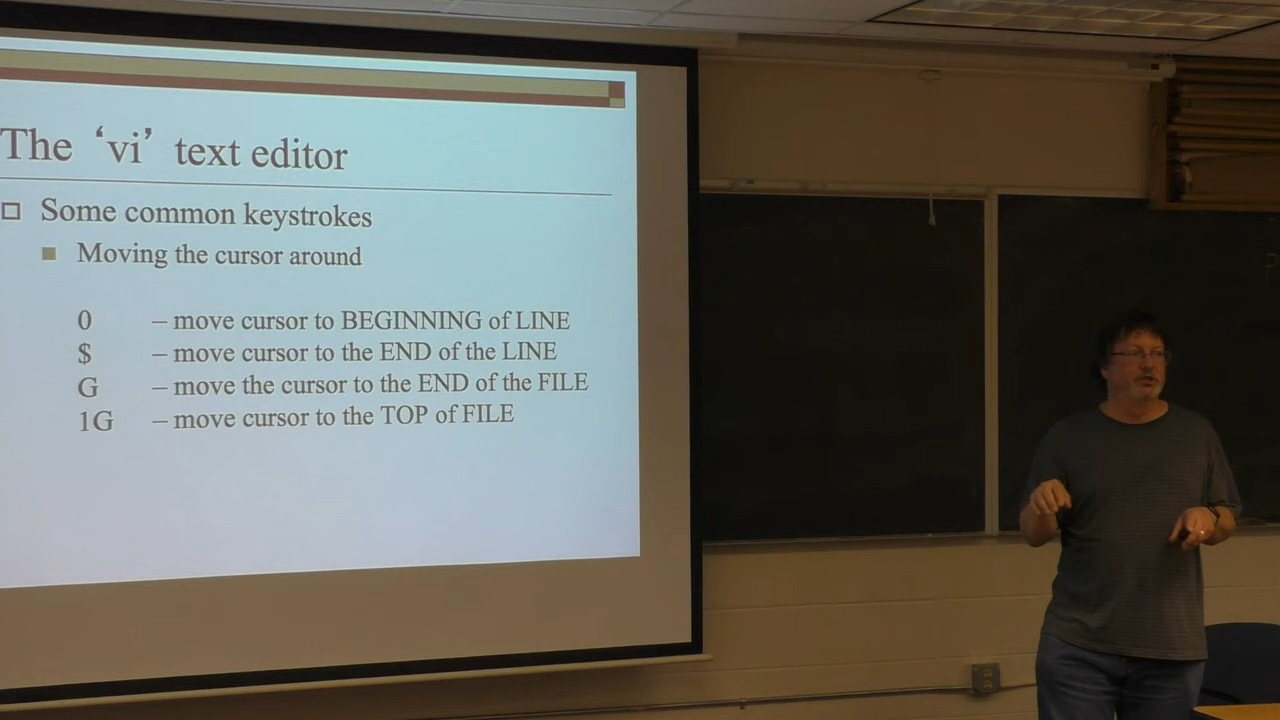 The ‘vi’ text editor
Some common keystrokes
Moving the cursor around
0 – move cursor to BEGINNING of LINE
$ – move cursor to the END of the LINE
G – move the cursor to the END of the FILE
1G – move cursor to the TOP of FILE